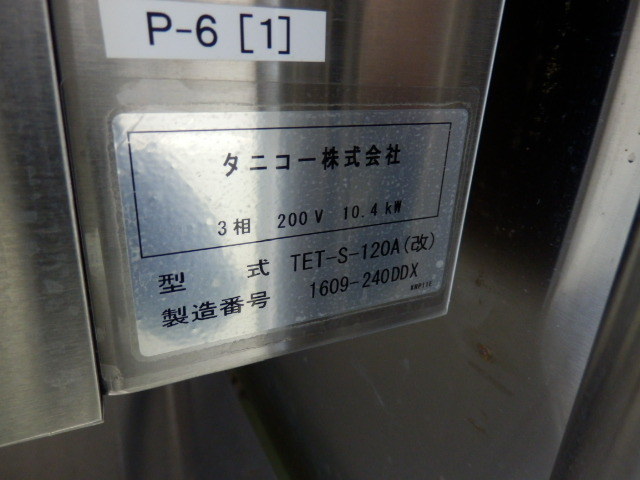 P-6 [1]
タニコー株式会社
3相 200V 10.4kW
型 式 TET-S-120A(改)
製造番号 1609-240DDX